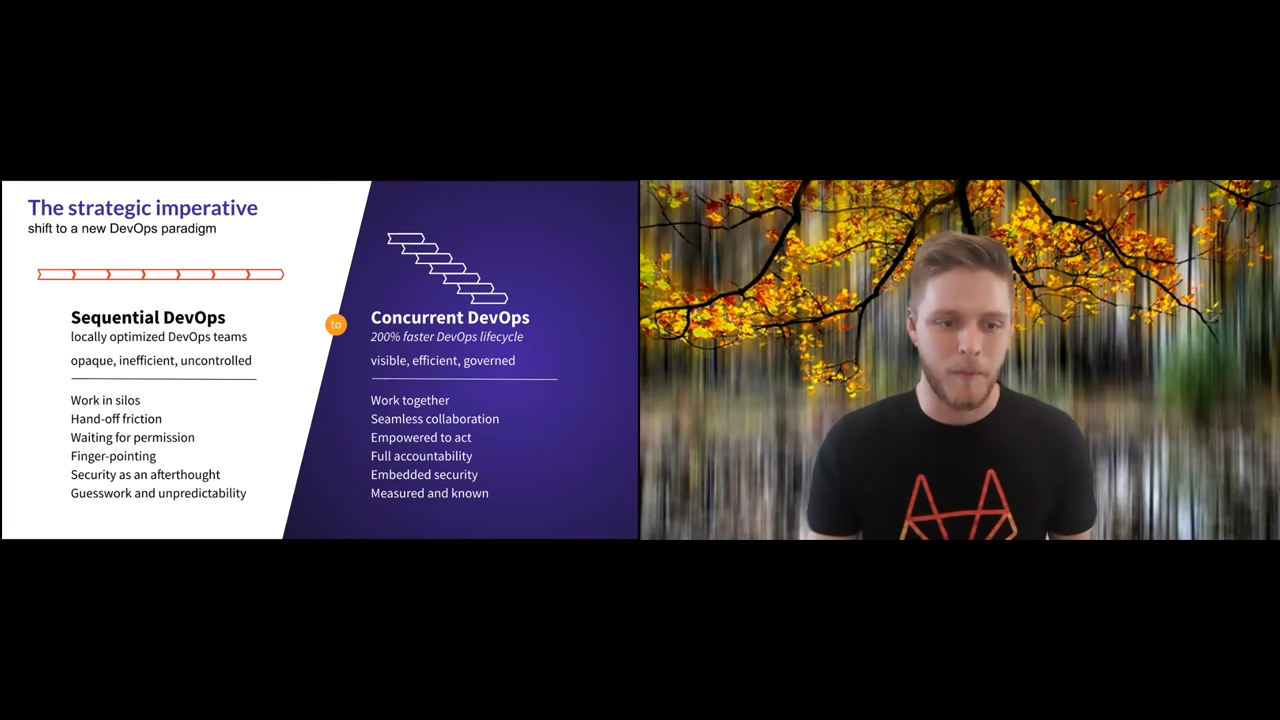 The strategic imperative
shift to a new DevOps paradigm
Sequential DevOps
locally optimized DevOps teams
opaque, inefficient, uncontrolled
Work in silos
Hand-off friction
Waiting for permission
Finger-pointing
Security as an afterthought
Guesswork and unpredictability
to
Concurrent DevOps
200% faster DevOps lifecycle
visible, efficient, governed
Work together
Seamless collaboration
Empowered to act
Full accountability
Embedded security
Measured and known